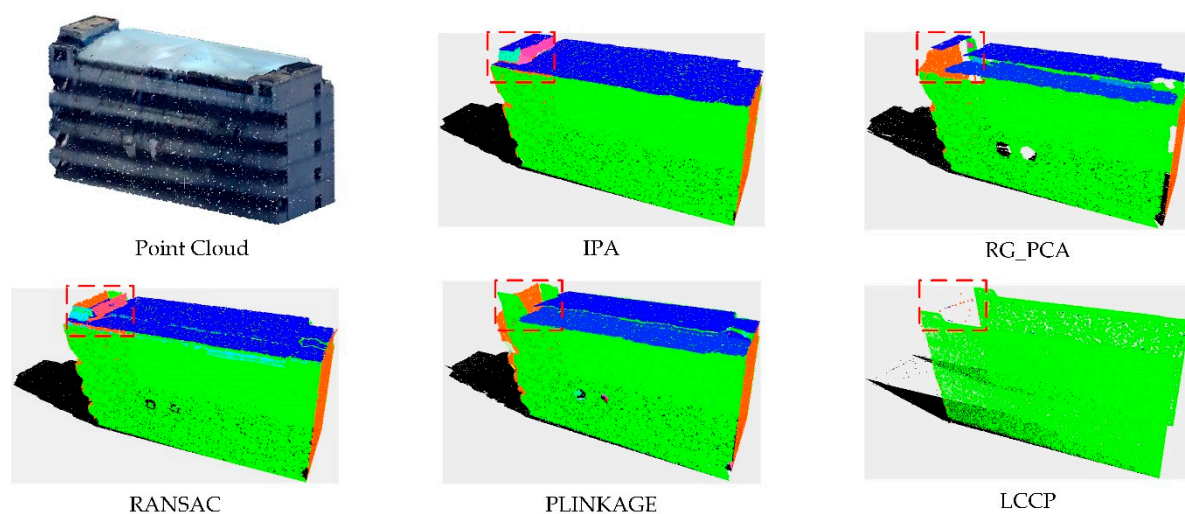 Point Cloud
IPA
RG_PCA
RANSAC
PLINKAGE
LCCP